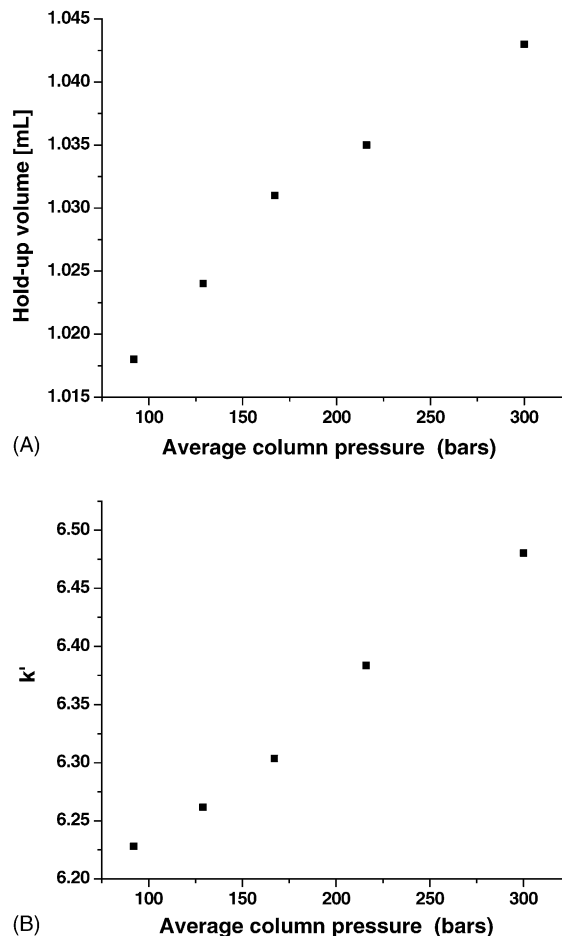 1.045
1.040
1.035
1.030
1.025
1.020
1.015
Hold-up volume [mL]
100 150 200 250 300
(A) Average column pressure (bars)
6.50
6.45
6.40
6.35
6.30
6.25
6.20
k'
100 150 200 250 300
(B) Average column pressure (bars)